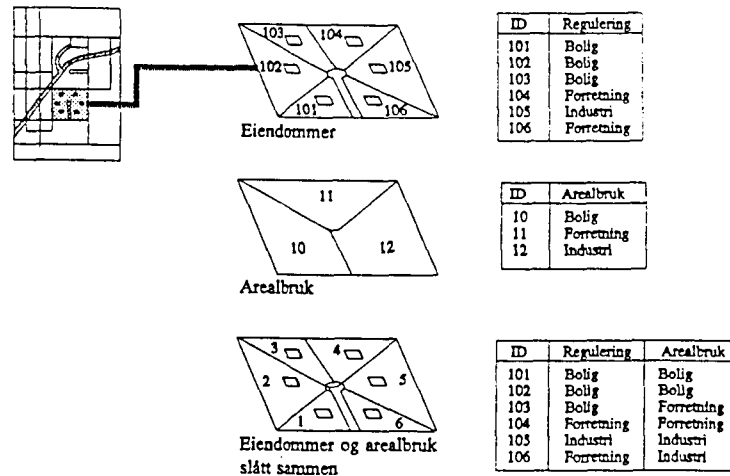 103
104
102
105
101
106
Eiendommer
ID Regulering
101 Bolig
102 Bolig
103 Bolig
104 Forretning
105 Industri
106 Forretning
11
10
12
Arealbruk
ID Arealbruk
10 Bolig
11 Forretning
12 Industri
3
4
2
5
1
6
Eiendommer og arealbruk
slått sammen
ID Regulering Arealbruk
101 Bolig Bolig
102 Bolig Bolig
103 Bolig Forretning
104 Forretning Forretning
105 Industri Industri
106 Forretning Industri